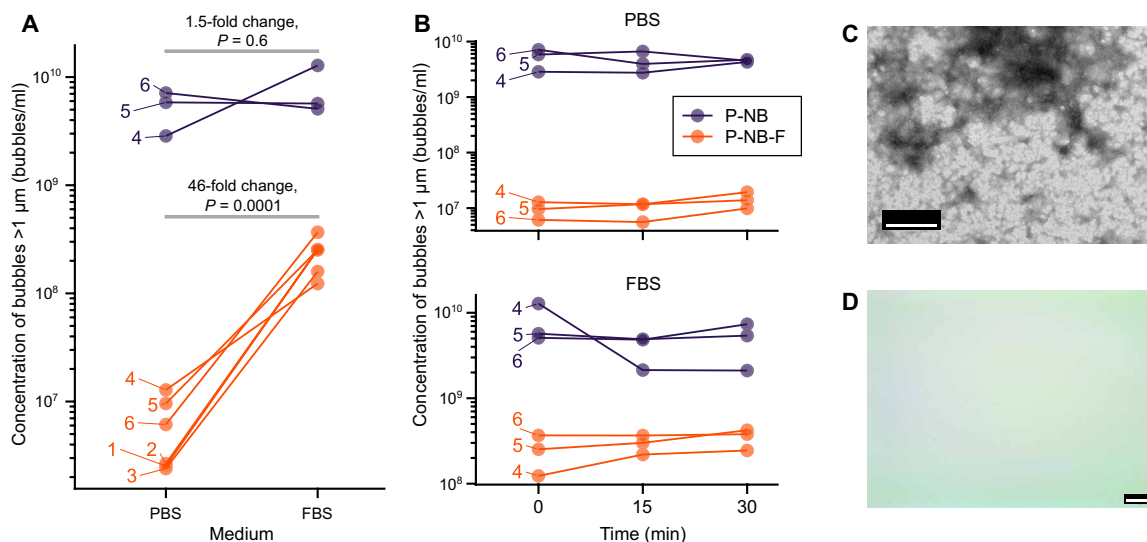 A
1.5-fold change,
P = 0.6
10^10
10^9
10^8
10^7
6
5
4
46-fold change,
P = 0.0001
4
5
6
1
2
3
Concentration of bubbles >1 μm (bubbles/ml)
PBS
FBS
Medium
B
PBS
10^10
10^9
10^8
10^7
6
5
4
P-NB
P-NB-F
4
5
6
Concentration of bubbles >1 μm (bubbles/ml)
FBS
10^10
10^9
10^8
4
5
6
6
5
4
0
15
30
Time (min)
C
D